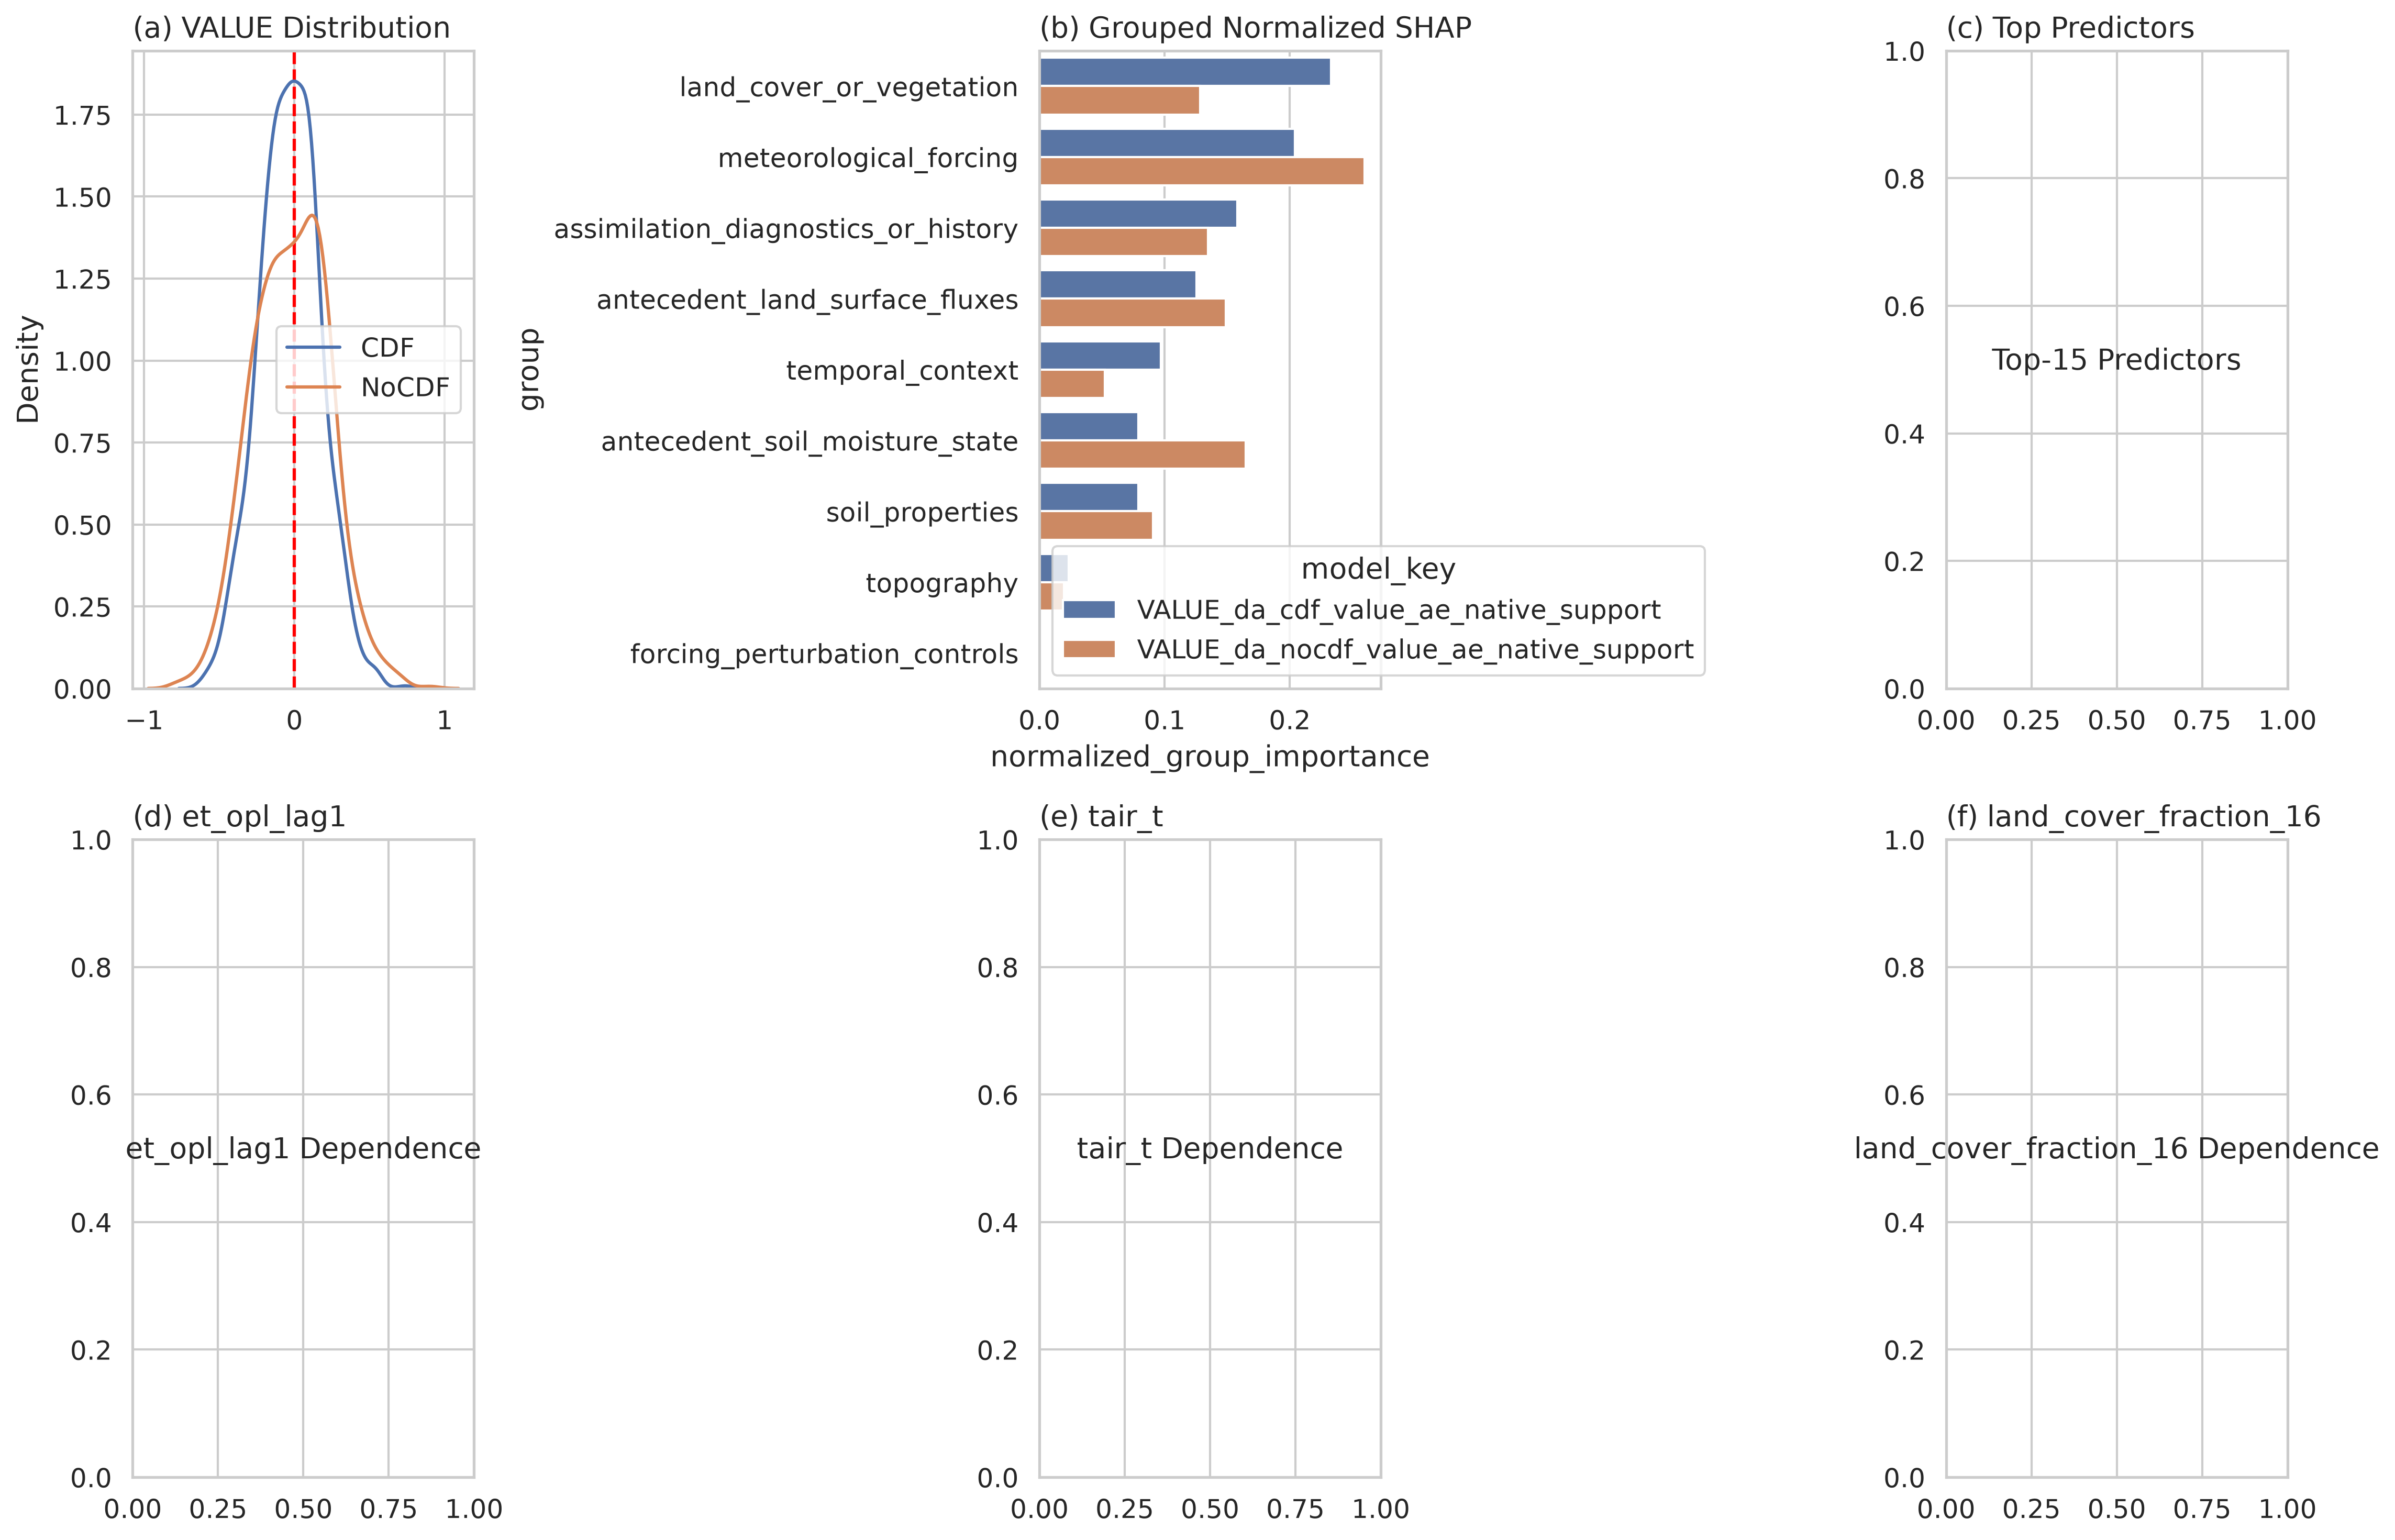 (a) VALUE Distribution
Density
1.75
1.50
1.25
1.00
0.75
0.50
0.25
0.00
−1
0
1
CDF
NoCDF
(b) Grouped Normalized SHAP
group
land_cover_or_vegetation
meteorological_forcing
assimilation_diagnostics_or_history
antecedent_land_surface_fluxes
temporal_context
antecedent_soil_moisture_state
soil_properties
topography
forcing_perturbation_controls
model_key
VALUE_da_cdf_value_ae_native_support
VALUE_da_nocdf_value_ae_native_support
0.0
0.1
0.2
normalized_group_importance
(c) Top Predictors
1.0
0.8
0.6
0.4
0.2
0.0
Top-15 Predictors
0.00 0.25 0.50 0.75 1.00
(d) et_opl_lag1
1.0
0.8
0.6
0.4
0.2
0.0
et_opl_lag1 Dependence
0.00 0.25 0.50 0.75 1.00
(e) tair_t
1.0
0.8
0.6
0.4
0.2
0.0
tair_t Dependence
0.00 0.25 0.50 0.75 1.00
(f) land_cover_fraction_16
1.0
0.8
0.6
0.4
0.2
0.0
land_cover_fraction_16 Dependence
0.00 0.25 0.50 0.75 1.00